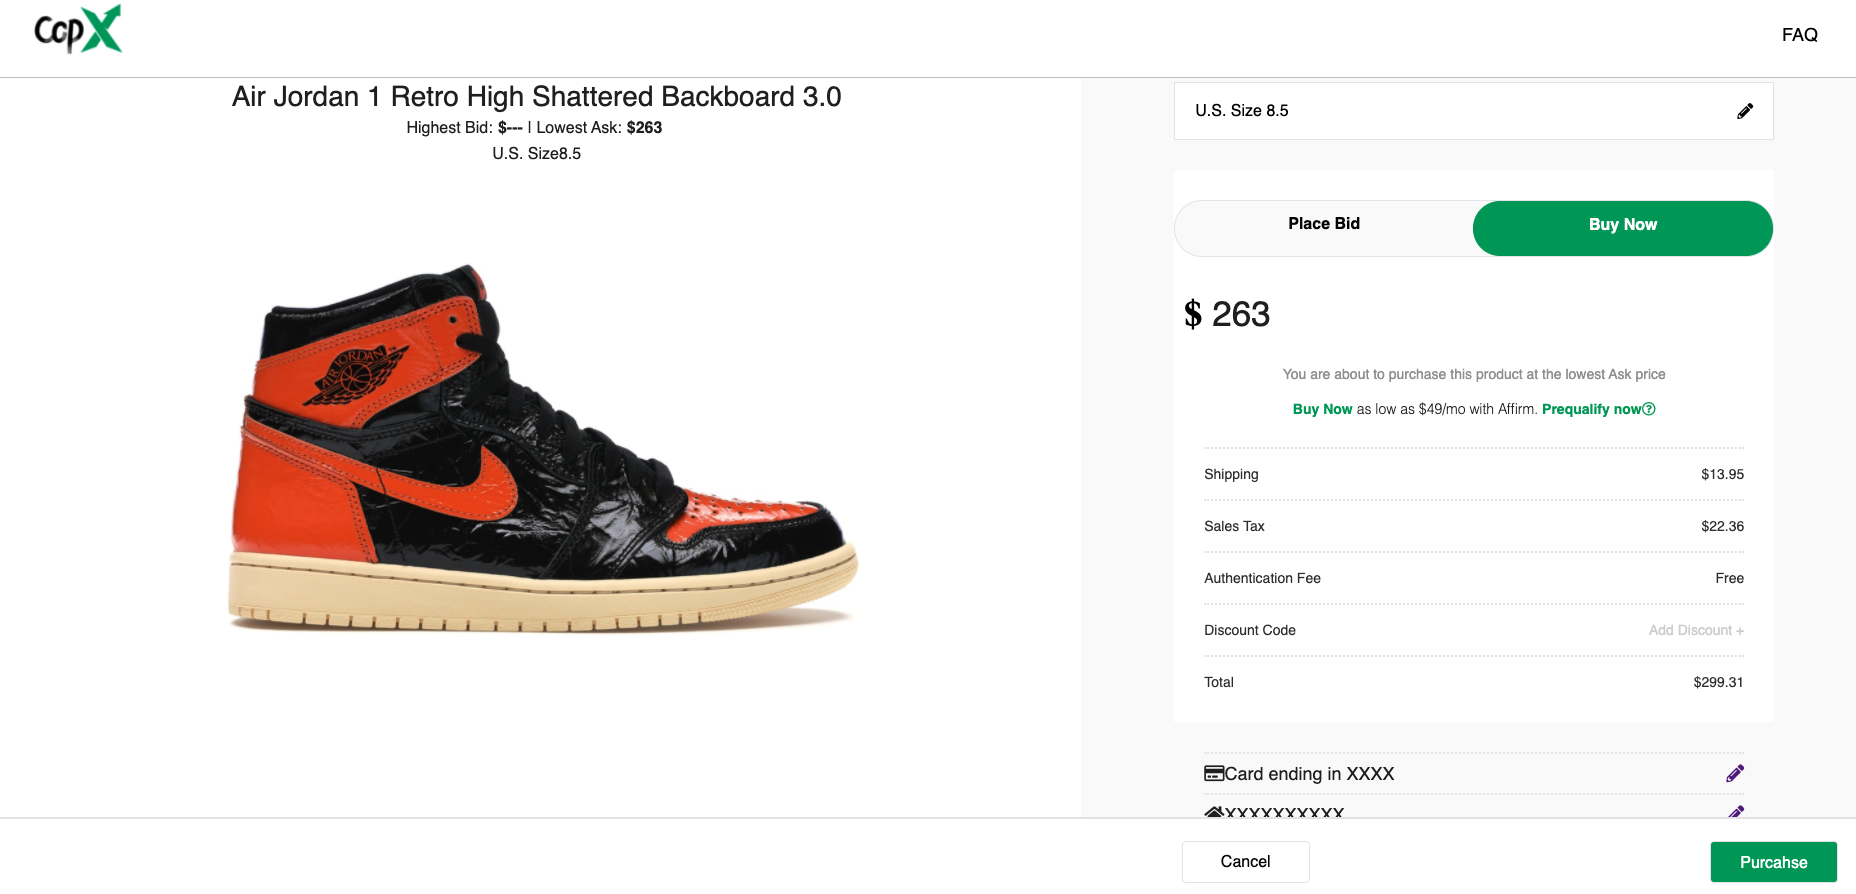 CopX
FAQ
Air Jordan 1 Retro High Shattered Backboard 3.0
Highest Bid: $--- | Lowest Ask: $263
U.S. Size8.5
AIR JORDAN
U.S. Size 8.5
Place Bid
Buy Now
$ 263
You are about to purchase this product at the lowest Ask price
Buy Now as low as $49/mo with Affirm. Prequalify now
Shipping $13.95
Sales Tax $22.36
Authentication Fee Free
Discount Code Add Discount +
Total $299.31
Card ending in XXXX
XXXXXXXXXX
Cancel
Purcahse